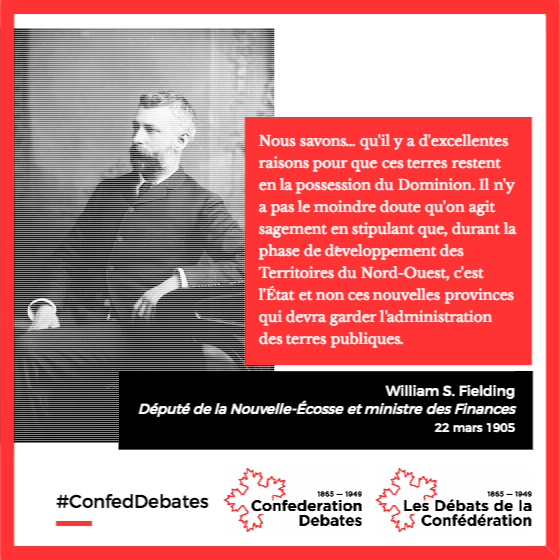 Nous savons... qu'il y a d'excellentes
raisons pour que ces terres restent
en la possession du Dominion. Il n'y
a pas le moindre doute qu'on agit
sagement en stipulant que, durant la
phase de développement des
Territoires du Nord-Ouest, c'est
l'État et non ces nouvelles provinces
qui devra garder l'administration
des terres publiques.
William S. Fielding
Député de la Nouvelle-Écosse et ministre des Finances
22 mars 1905
#ConfedDebates
1865 — 1949
Confederation
Debates
1865 — 1949
Les Débats de la
Confédération